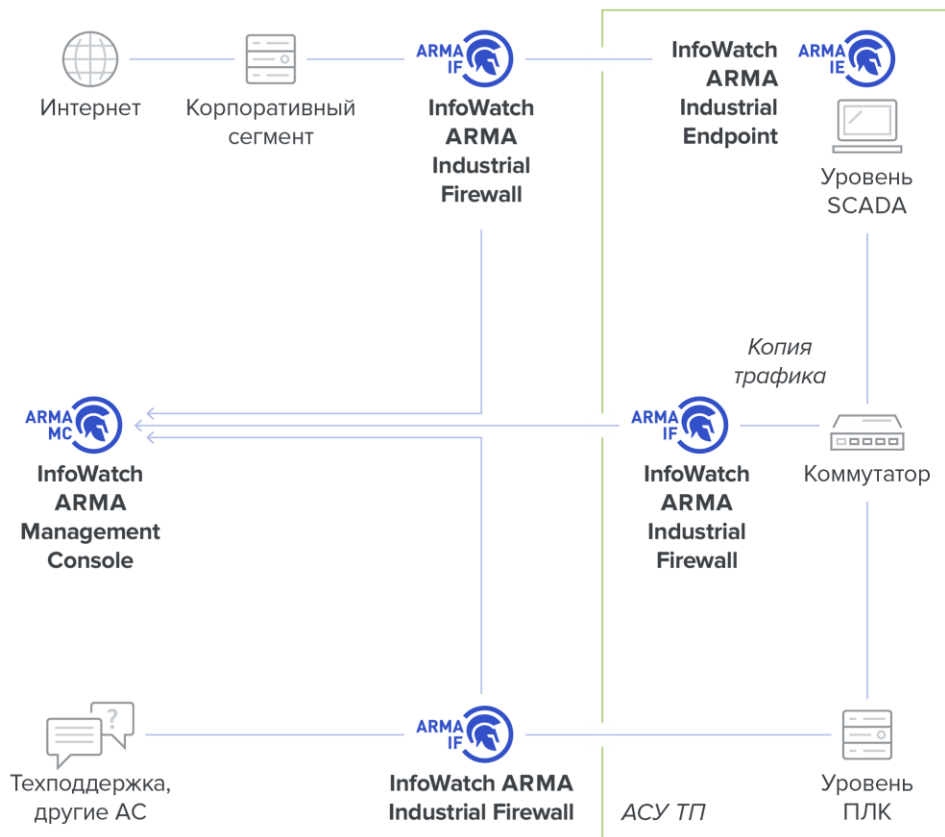 ARMA
IF
ARMA
IE
Интернет
Корпоративный
сегмент
InfoWatch
ARMA
Industrial
Firewall
InfoWatch
ARMA
Industrial
Endpoint
Уровень
SCADA
Копия
трафика
ARMA
MC
InfoWatch
ARMA
Management
Console
ARMA
IF
InfoWatch
ARMA
Industrial
Firewall
Коммутатор
?
Техподдержка,
другие АС
ARMA
IF
InfoWatch ARMA
Industrial Firewall
АСУ ТП
Уровень
ПЛК